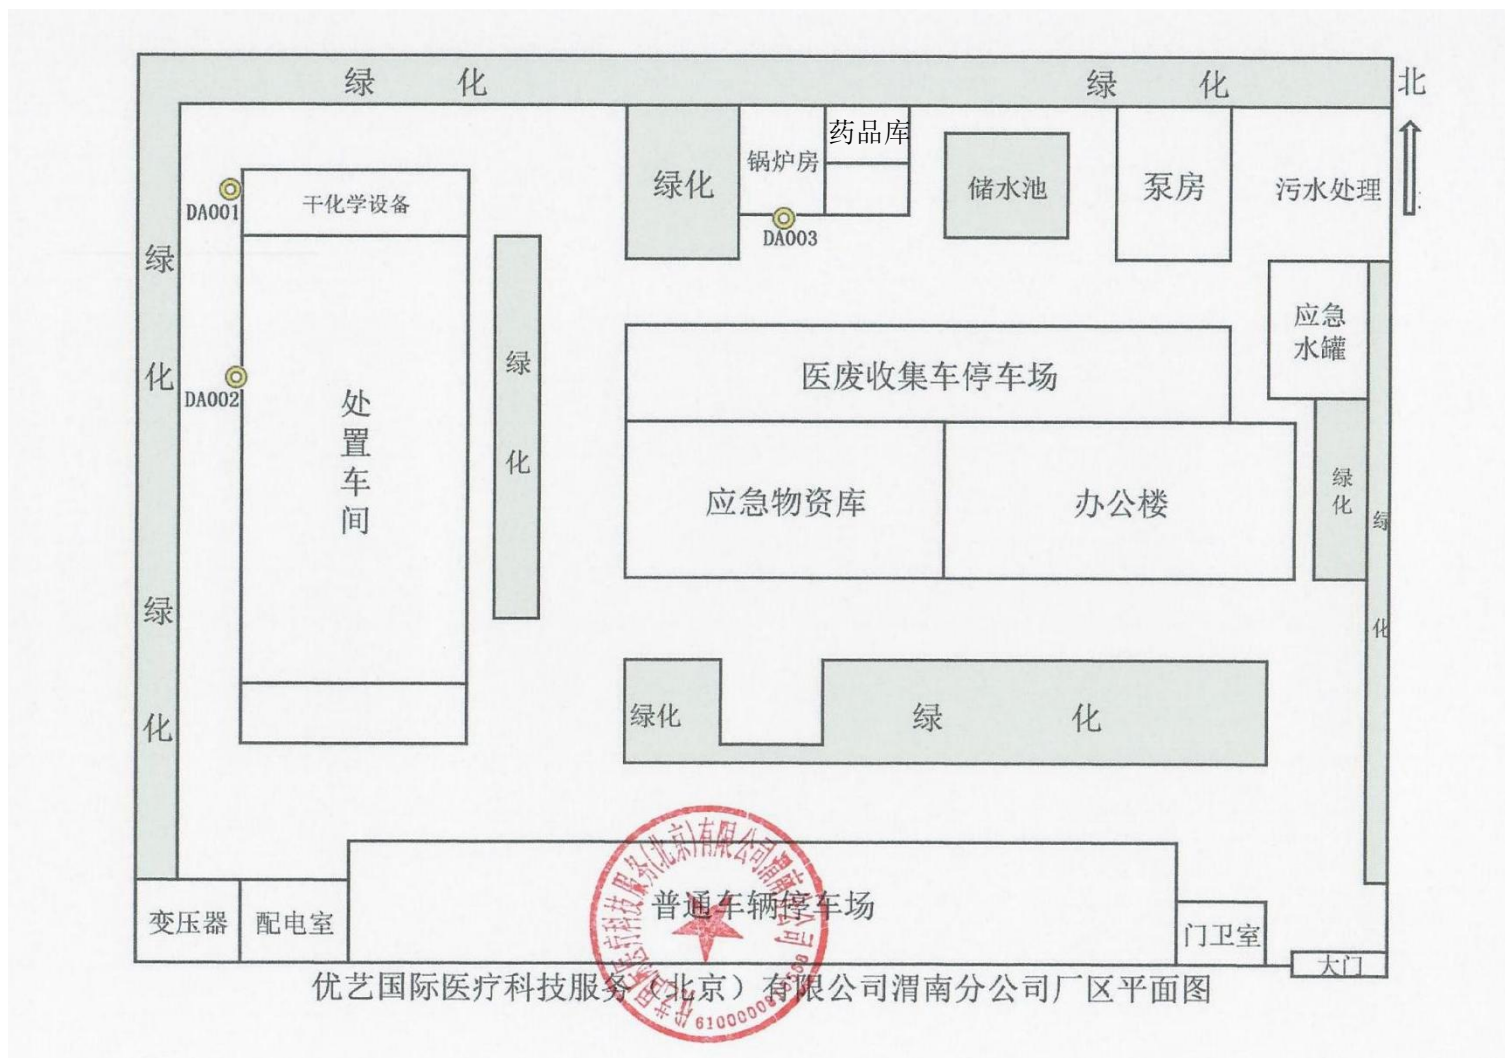 绿 化
绿 化
北
药品库
锅炉房
绿化
储水池
泵房
污水处理
DA001
干化学设备
DA003
绿
化
绿
化
应急
水罐
医废收集车停车场
DA002
处
置
车
间
绿
化
应急物资库
办公楼
绿
化
绿
化
绿
化
绿化
绿 化
普通车辆停车场
变压器
配电室
门卫室
大门
优艺国际医疗科技服务（北京）有限公司渭南分公司厂区平面图